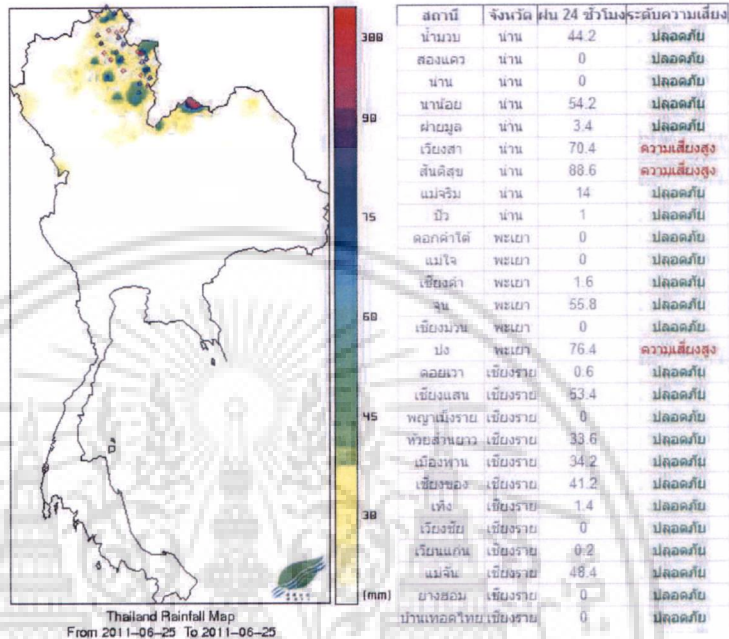 สถานี จังหวัด ฝน 24 ชั่วโมง ระดับความเสี่ยง
น้ำมวบ น่าน 44.2 ปลอดภัย
สองแคว น่าน 0 ปลอดภัย
น่าน น่าน 0 ปลอดภัย
นาน้อย น่าน 54.2 ปลอดภัย
ฝายมูล น่าน 3.4 ปลอดภัย
เวียงสา น่าน 70.4 ความเสี่ยงสูง
สันติสุข น่าน 88.6 ความเสี่ยงสูง
แม่จริม น่าน 14 ปลอดภัย
ปัว น่าน 1 ปลอดภัย
ดอกคำใต้ พะเยา 0 ปลอดภัย
แม่ใจ พะเยา 0 ปลอดภัย
เชียงคำ พะเยา 1.6 ปลอดภัย
จุน พะเยา 55.8 ปลอดภัย
เชียงม่วน พะเยา 0 ปลอดภัย
ปง พะเยา 76.4 ความเสี่ยงสูง
ดอยเวา เชียงราย 0.6 ปลอดภัย
เชียงแสน เชียงราย 53.4 ปลอดภัย
พญาเม็งราย เชียงราย 0 ปลอดภัย
ห้วยส้านยาว เชียงราย 33.6 ปลอดภัย
เมืองพาน เชียงราย 34.2 ปลอดภัย
เชียงของ เชียงราย 41.2 ปลอดภัย
เทิง เชียงราย 1.4 ปลอดภัย
เวียงชัย เชียงราย 0 ปลอดภัย
เวียนแก่น เชียงราย 0.2 ปลอดภัย
แม่จัน เชียงราย 48.4 ปลอดภัย
ยางฮอม เชียงราย 0 ปลอดภัย
บ้านเทอดไทย เชียงราย 0 ปลอดภัย
300
90
75
60
45
30
(mm)
Thailand Rainfall Map
From 2011-06-25 To 2011-06-25